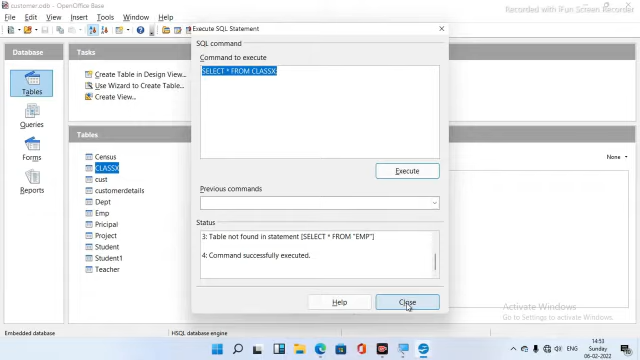 customer.odb - OpenOffice Base
Recorded with iFun Screen Recorder
File Edit View Insert Tools Window Help
Database
Tasks
Create Table in Design View...
Use Wizard to Create Table...
Create View...
Tables
Queries
Forms
Reports
Tables
Census
CLASSX
cust
customerdetails
Dept
Emp
Pricipal
Project
Student
Student1
Teacher
None
Execute SQL Statement
SQL command
Command to execute
SELECT * FROM CLASSX;
Execute
Previous commands
Status
3: Table not found in statement [SELECT * FROM "EMP"]
4: Command successfully executed.
Help
Close
Activate Windows
Go to Settings to activate Windows.
Embedded database
HSQL database engine
14:53
Sunday
06-02-2022